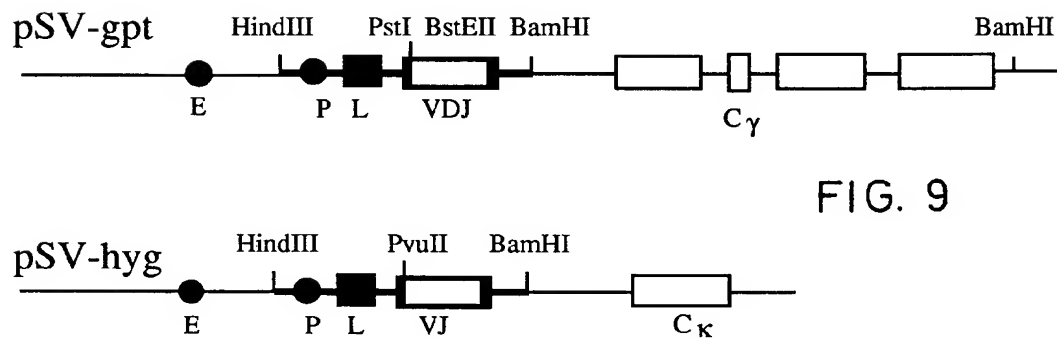 pSV-gpt
HindIII PstI BstEII BamHI BamHI
E P L VDJ Cγ
FIG. 9
pSV-hyg
HindIII PvuII BamHI
E P L VJ Cκ